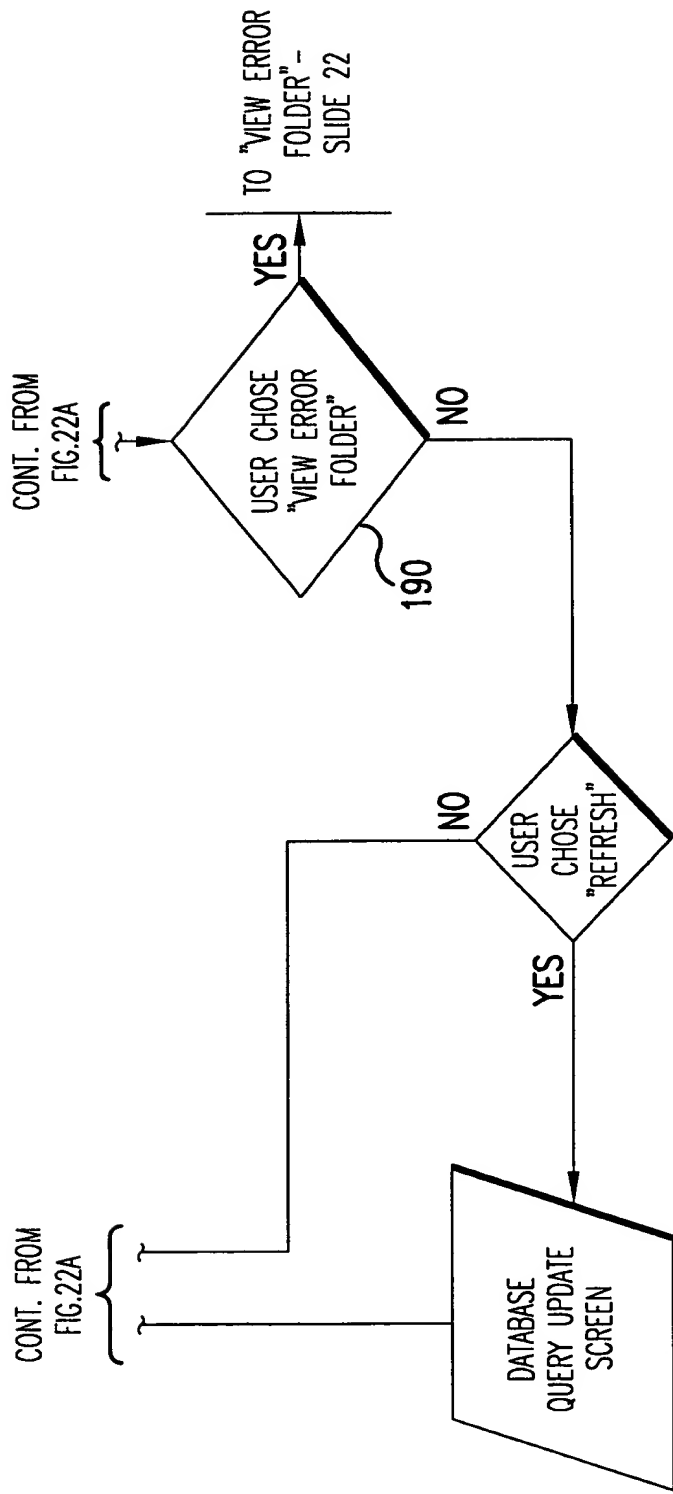 CONT. FROM
FIG.22A
USER CHOSE
"VIEW ERROR
FOLDER"
YES
TO "VIEW ERROR
FOLDER" –
SLIDE 22
190
NO
USER
CHOSE
"REFRESH"
NO
YES
DATABASE
QUERY UPDATE
SCREEN
CONT. FROM
FIG.22A